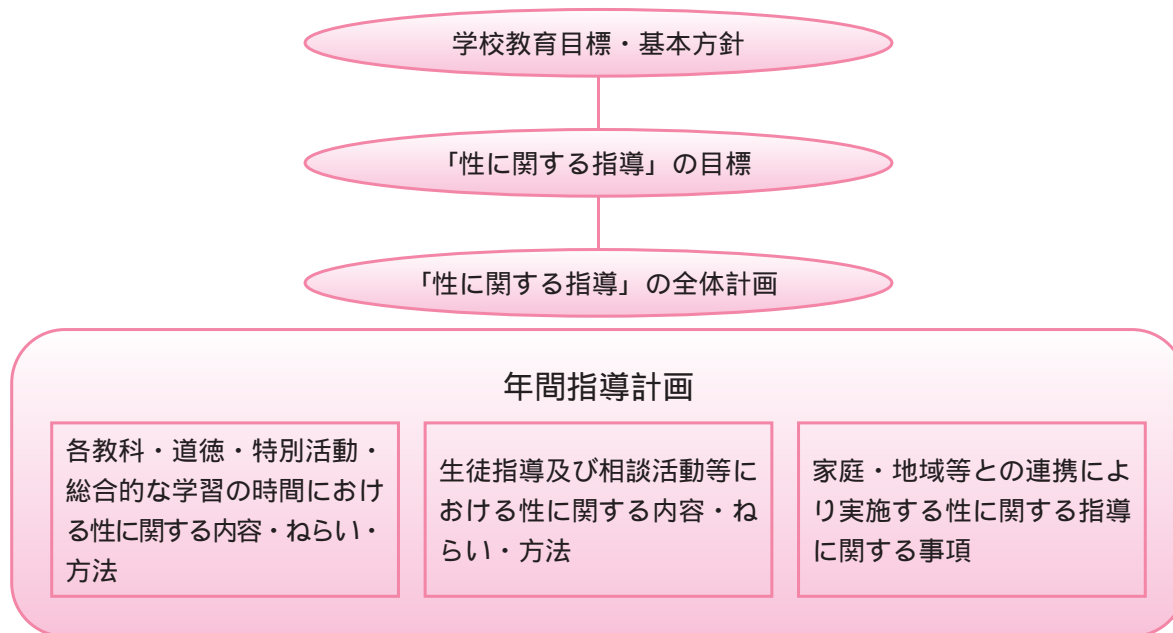 学校教育目標・基本方針
「性に関する指導」の目標
「性に関する指導」の全体計画
年間指導計画
各教科・道徳・特別活動・
総合的な学習の時間におけ
る性に関する内容・ねらい・
方法
生徒指導及び相談活動等に
おける性に関する内容・ね
らい・方法
家庭・地域等との連携によ
り実施する性に関する指導
に関する事項